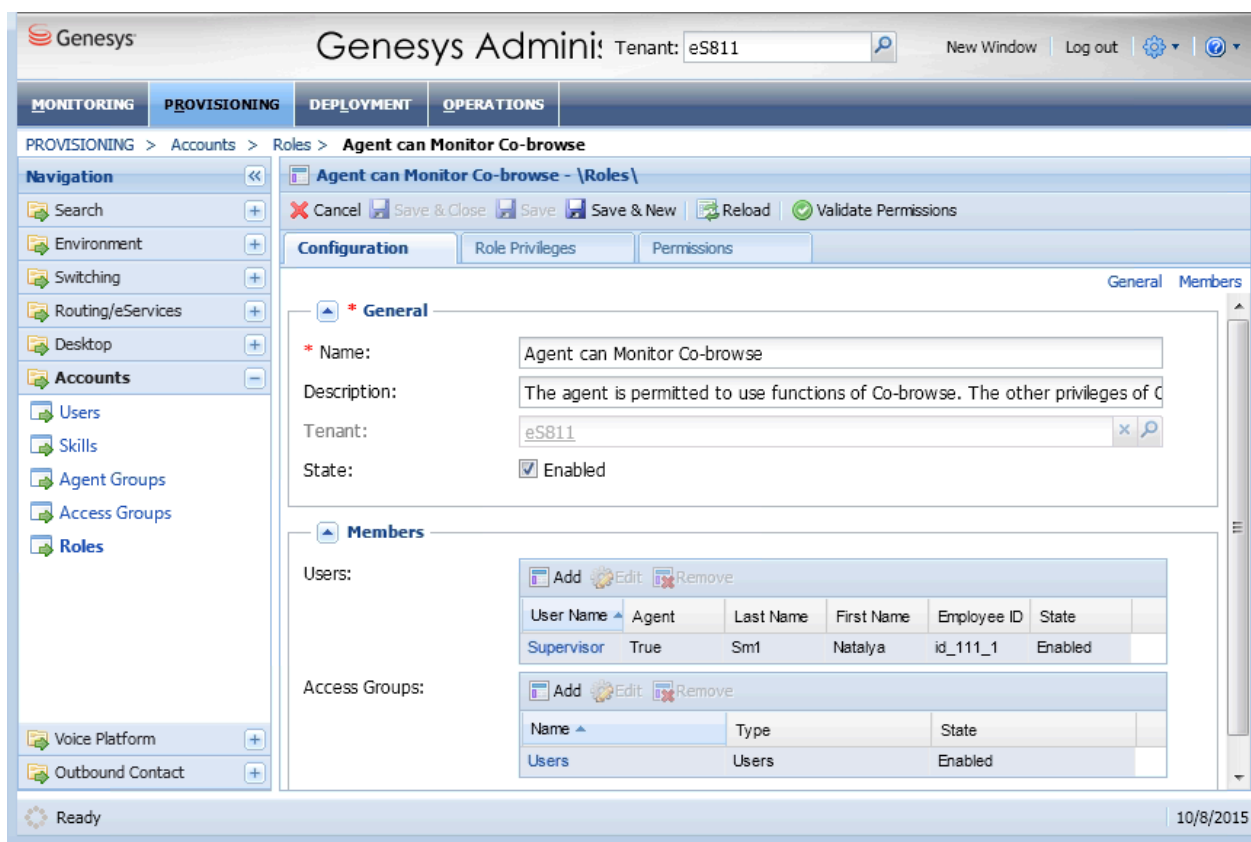 Genesys
Genesys Adminis
Tenant: eS811
New Window Log out
MONITORING PROVISIONING DEPLOYMENT OPERATIONS
PROVISIONING > Accounts > Roles > Agent can Monitor Co-browse
Navigation
Search
Environment
Switching
Routing/eServices
Desktop
Accounts
Users
Skills
Agent Groups
Access Groups
Roles
Voice Platform
Outbound Contact
Agent can Monitor Co-browse - \Roles\
Cancel Save & Close Save Save & New Reload Validate Permissions
Configuration Role Privileges Permissions
General Members
* General
* Name: Agent can Monitor Co-browse
Description: The agent is permitted to use functions of Co-browse. The other privileges of C
Tenant: eS811
State: Enabled
Members
Users: Add Edit Remove
User Name Agent Last Name First Name Employee ID State
Supervisor True Sm1 Natalya id_111_1 Enabled
Access Groups: Add Edit Remove
Name Type State
Users Users Enabled
Ready 10/8/2015